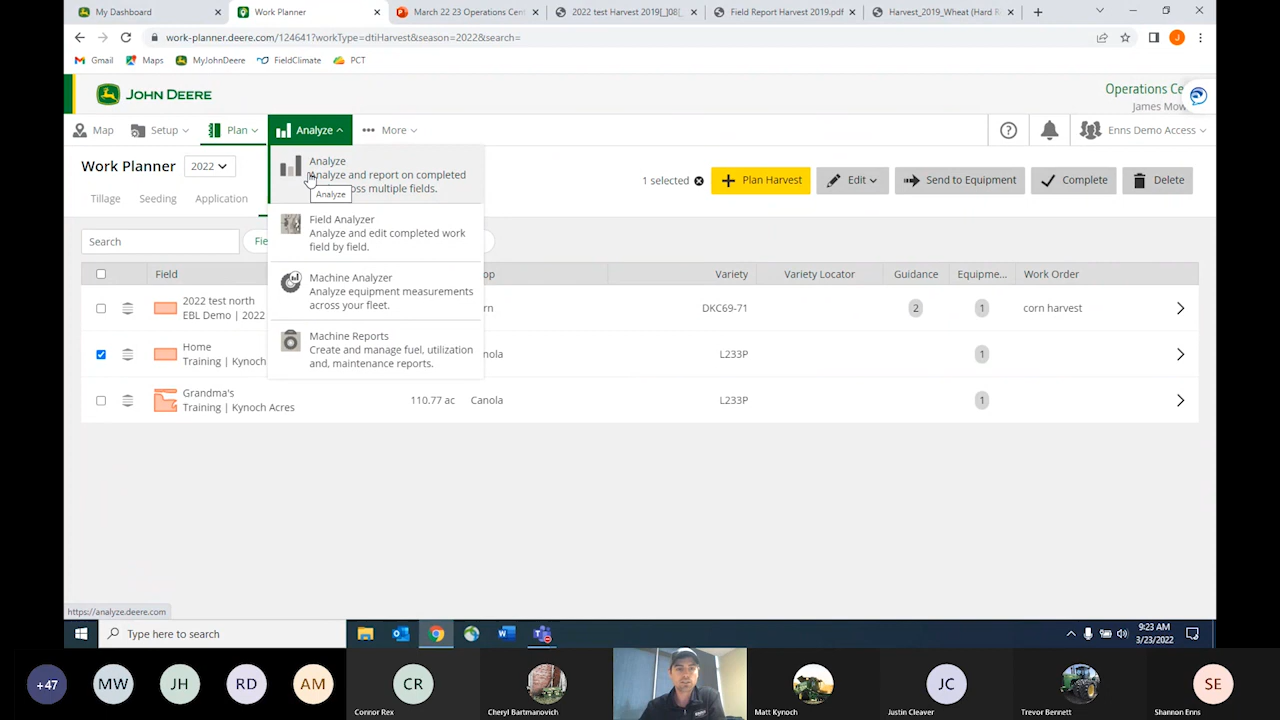 My Dashboard
Work Planner
March 22 23 Operations Cent
2022 test Harvest 2019[_]08[_
Field Report Harvest 2019.pdf
Harvest_2019_Wheat (Hard R
work-planner.deere.com/124641?workType=dtiHarvest&season=2022&search=
J
Gmail
Maps
MyJohnDeere
FieldClimate
PCT
JOHN DEERE
Operations Ce
James Mow
Map
Setup
Plan
Analyze
More
Enns Demo Access
Work Planner
2022
1 selected
Plan Harvest
Edit
Send to Equipment
Complete
Delete
Tillage
Seeding
Application
Analyze
Analyze and report on completed
oss multiple fields.
Analyze
Field Analyzer
Analyze and edit completed work
field by field.
Machine Analyzer
Analyze equipment measurements
across your fleet.
Machine Reports
Create and manage fuel, utilization
and, maintenance reports.
Search
Fie
Field
op
Variety
Variety Locator
Guidance
Equipme...
Work Order
2022 test north
EBL Demo | 2022
rn
DKC69-71
2
1
corn harvest
Home
Training | Kynoch
nola
L233P
1
Grandma's
Training | Kynoch Acres
110.77 ac
Canola
L233P
1
https://analyze.deere.com
Type here to search
9:23 AM
3/23/2022
+47
MW
JH
RD
AM
CR
Connor Rex
Cheryl Bartmanovich
Matt Kynoch
JC
Justin Cleaver
Trevor Bennett
SE
Shannon Enns